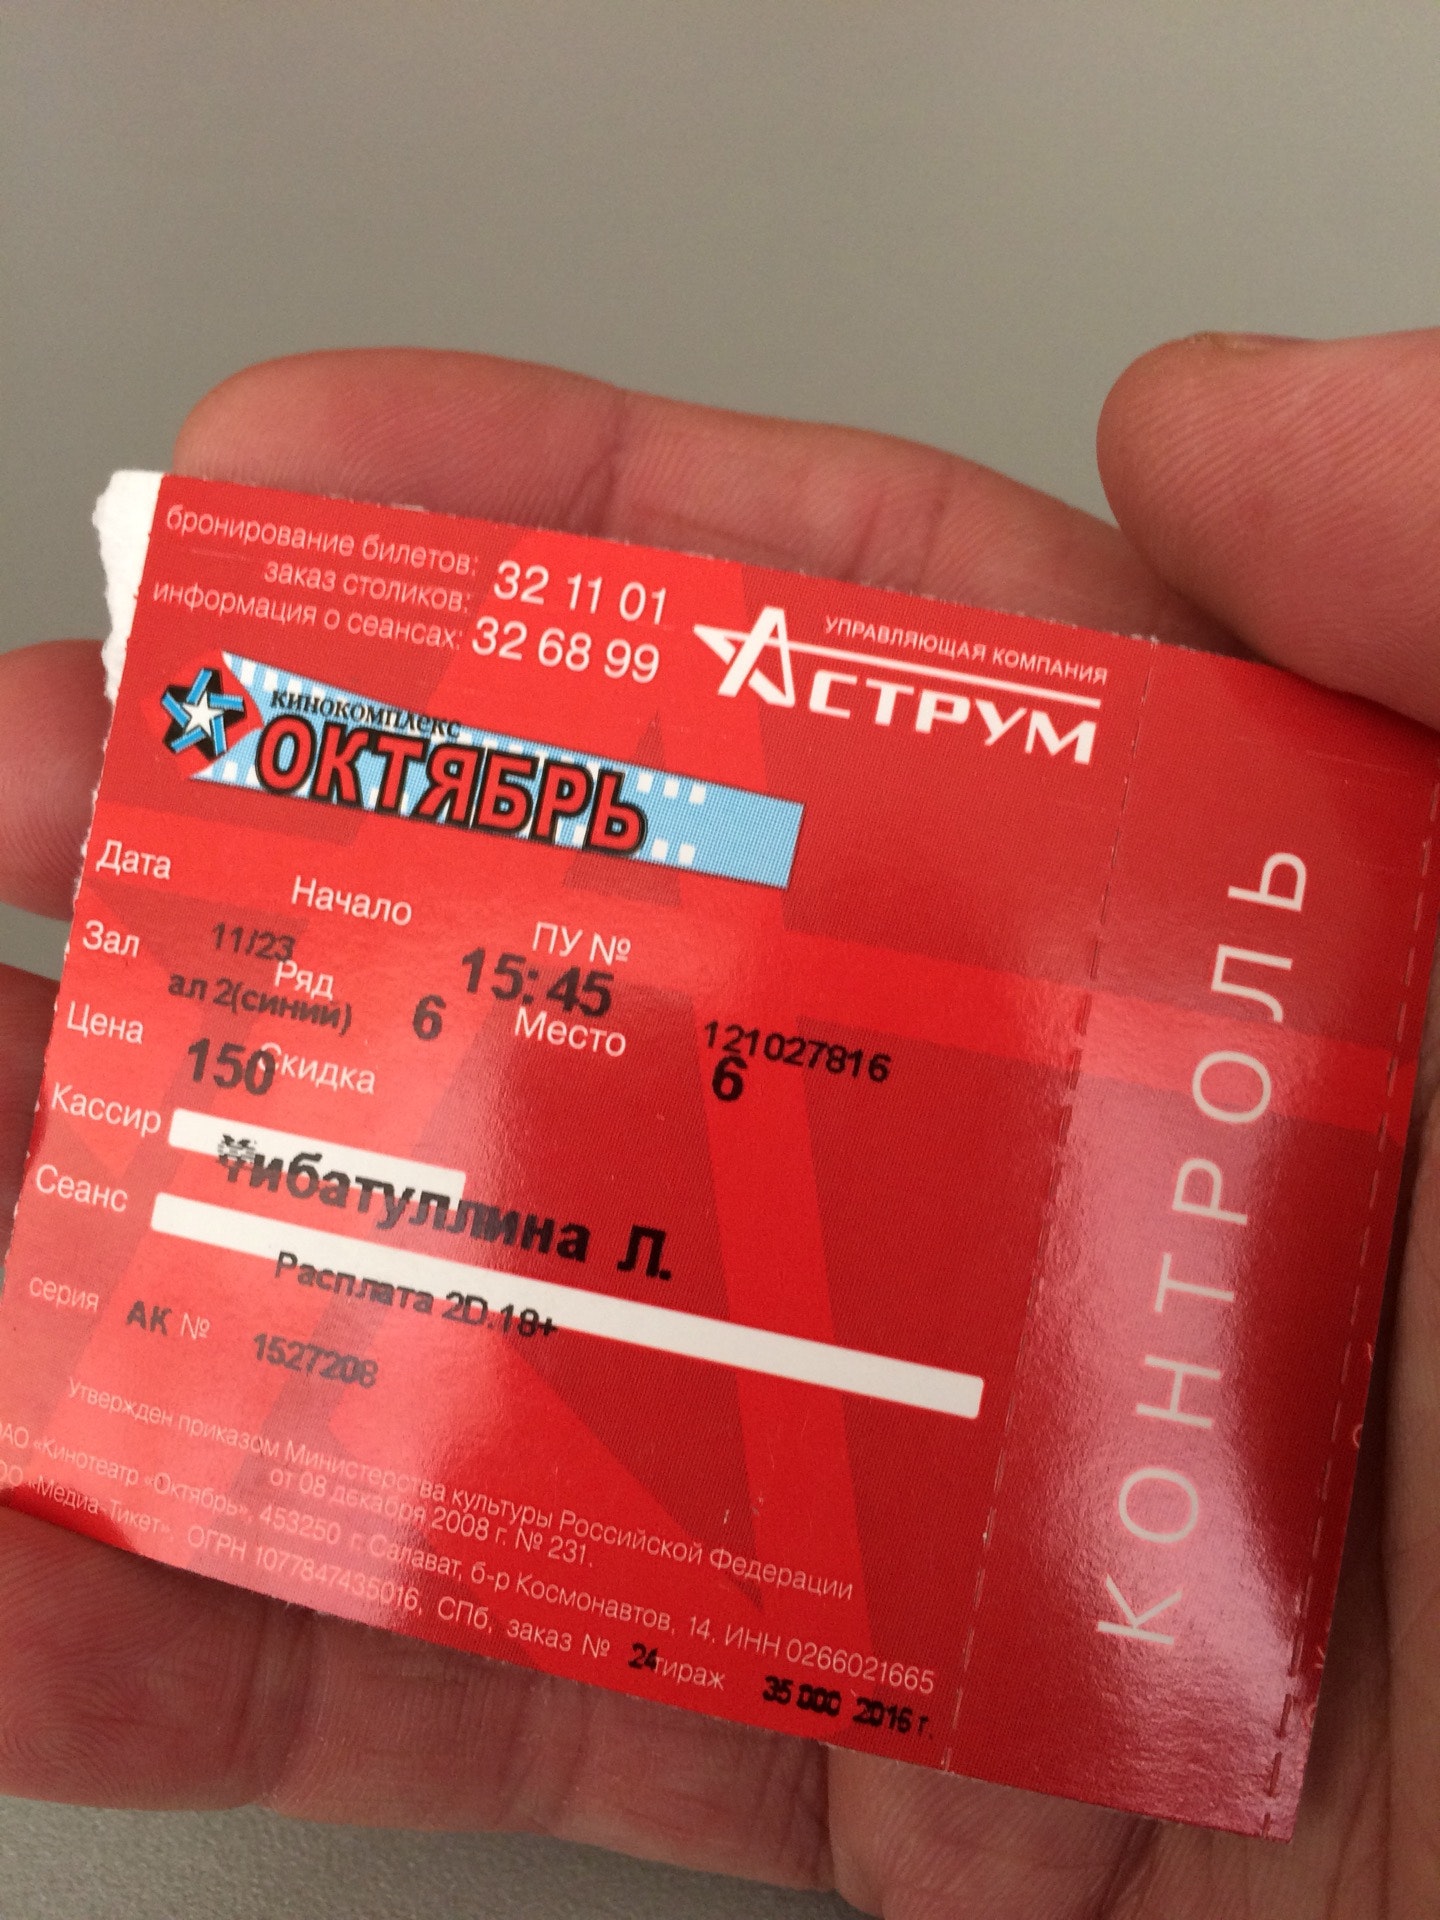 бронирование билетов:
заказ столиков: 32 11 01
информация о сеансах: 32 68 99
УПРАВЛЯЮЩАЯ КОМПАНИЯ
АСТРУМ
КИНОКОМПЛЕКС
ОКТЯБРЬ
Дата 11/23 Начало 15:45 ПУ № 121027816
Зал ал 2(синий) Ряд 6 Место 6
Цена 150 Скидка
Кассир ибатуллина Л.
Сеанс Расплата 2D.18+
серия АК № 1527208
Утвержден приказом Министерства культуры Российской Федерации
от 08 декабря 2008 г. № 231.
ОАО «Кинотеатр «Октябрь», 453250 г. Салават, б-р Космонавтов, 14. ИНН 0266021665
«Медиа-Тикет», ОГРН 1077847435016, СПб, заказ № 24 тираж 35 000 2016 г.
КОНТРОЛЬ